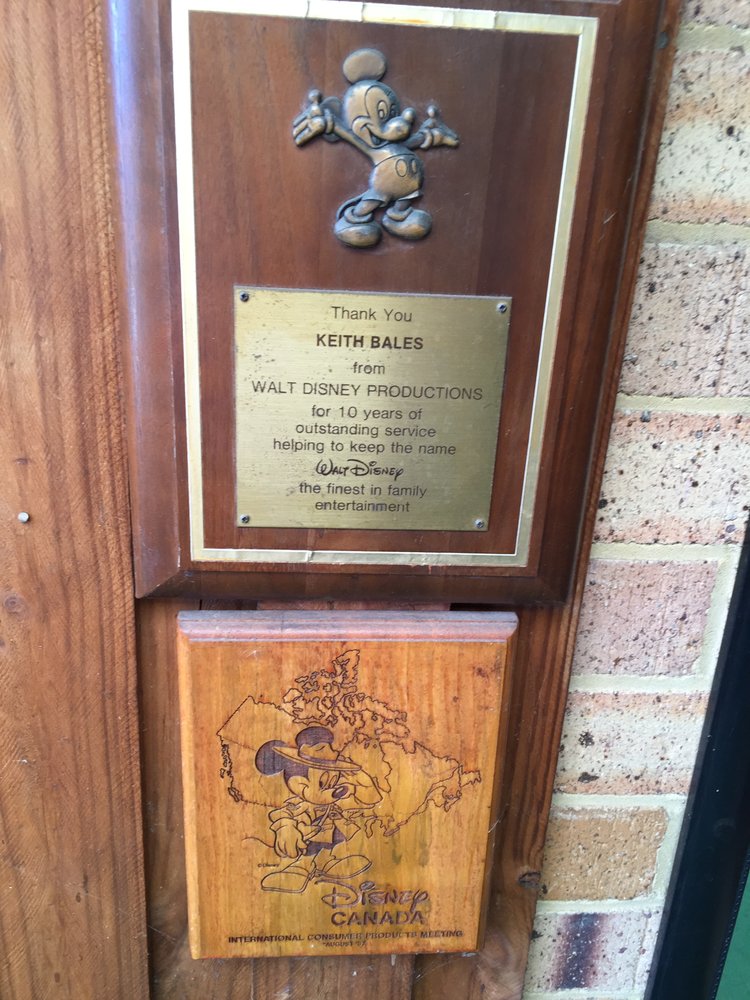 Thank You
KEITH BALES
from
WALT DISNEY PRODUCTIONS
for 10 years of
outstanding service
helping to keep the name
Walt Disney
the finest in family
entertainment
©Disney
Disney
CANADA
INTERNATIONAL CONSUMER PRODUCTS MEETING